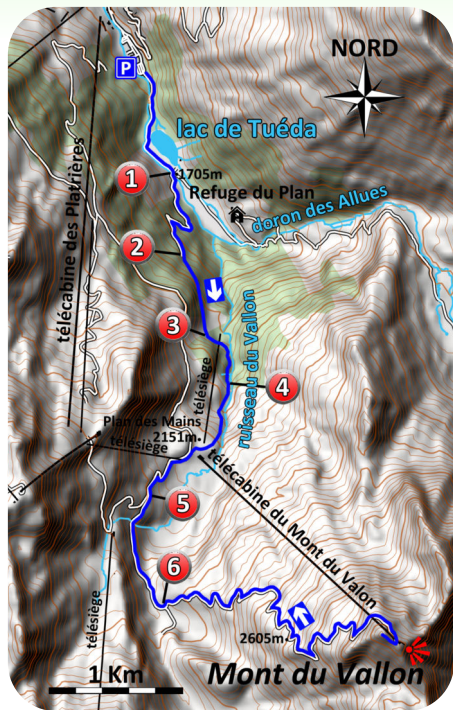 NORD
P
lac de Tuéda
1705m
1
Refuge du Plan
doron des Allues
2
télécabine des Platrières
3
télésiège
ruisseau du Vallon
4
Plan des Mains
2151m
télésiège
télécabine du Mont du Valon
5
6
télésiège
2605m
1 Km
Mont du Vallon